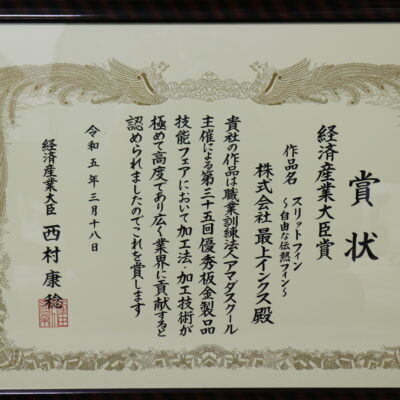 賞状
経済産業大臣賞
作品名 スリットフィン
～自由な伝熱フィン～
株式会社 最上インクス 殿
貴社の作品は職業訓練法人アマダスクール
主催による第三十五回優秀板金製品
技能フェアにおいて加工法・加工技術が
極めて高度であり広く業界に貢献すると
認められましたのでこれを賞します
令和五年三月十八日
経済産業大臣 西村康稔